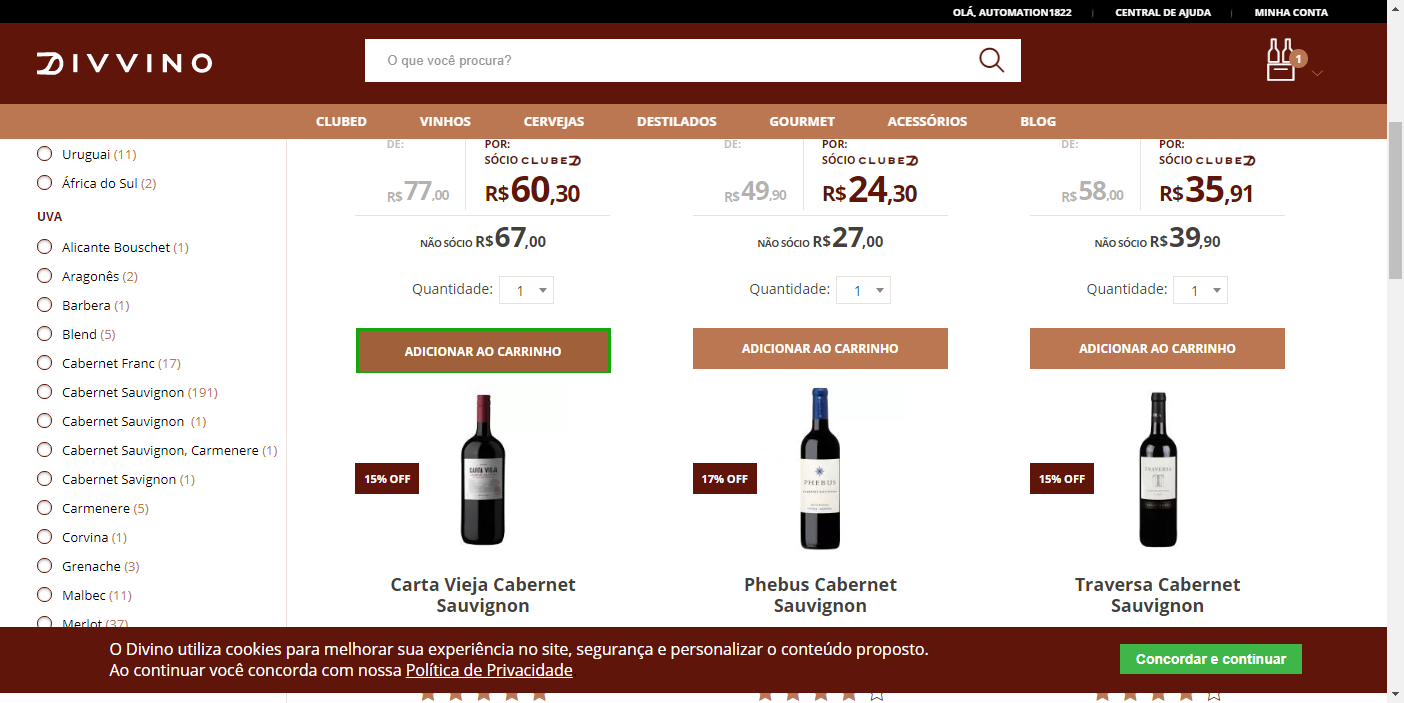 OLÁ, AUTOMATION1822 | CENTRAL DE AJUDA | MINHA CONTA
DIVVINO
O que você procura?
1
CLUBED VINHOS CERVEJAS DESTILADOS GOURMET ACESSÓRIOS BLOG
Uruguai (11)
África do Sul (2)
UVA
Alicante Bouschet (1)
Aragonês (2)
Barbera (1)
Blend (5)
Cabernet Franc (17)
Cabernet Sauvignon (191)
Cabernet Sauvignon (1)
Cabernet Sauvignon, Carmenere (1)
Cabernet Savignon (1)
Carmenere (5)
Corvina (1)
Grenache (3)
Malbec (11)
Merlot (37)
DE:
R$77,00
POR:
SÓCIO CLUBED
R$60,30
NÃO SÓCIO R$67,00
Quantidade: 1
ADICIONAR AO CARRINHO
DE:
R$49,90
POR:
SÓCIO CLUBED
R$24,30
NÃO SÓCIO R$27,00
Quantidade: 1
ADICIONAR AO CARRINHO
DE:
R$58,00
POR:
SÓCIO CLUBED
R$35,91
NÃO SÓCIO R$39,90
Quantidade: 1
ADICIONAR AO CARRINHO
15% OFF
CARTA VIEJA
Carta Vieja Cabernet
Sauvignon
17% OFF
PHEBUS
Phebus Cabernet
Sauvignon
15% OFF
TRAVERSA
T
Traversa Cabernet
Sauvignon
O Divino utiliza cookies para melhorar sua experiência no site, segurança e personalizar o conteúdo proposto.
Ao continuar você concorda com nossa Política de Privacidade
Concordar e continuar